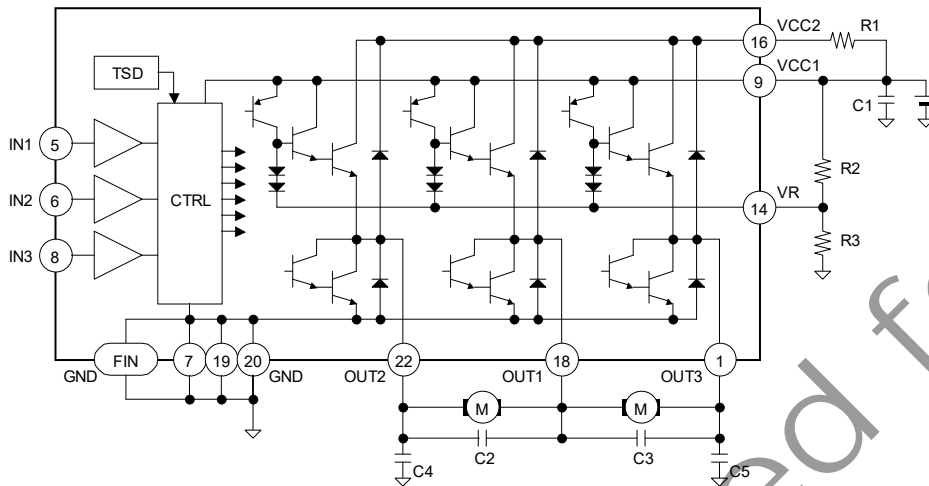 VCC2
R1
16
TSD
VCC1
9
C1
IN1
5
R2
IN2
6
CTRL
VR
14
IN3
8
R3
FIN
7
19
20
22
18
1
GND
GND
OUT2
OUT1
OUT3
M
M
C2
C3
C4
C5